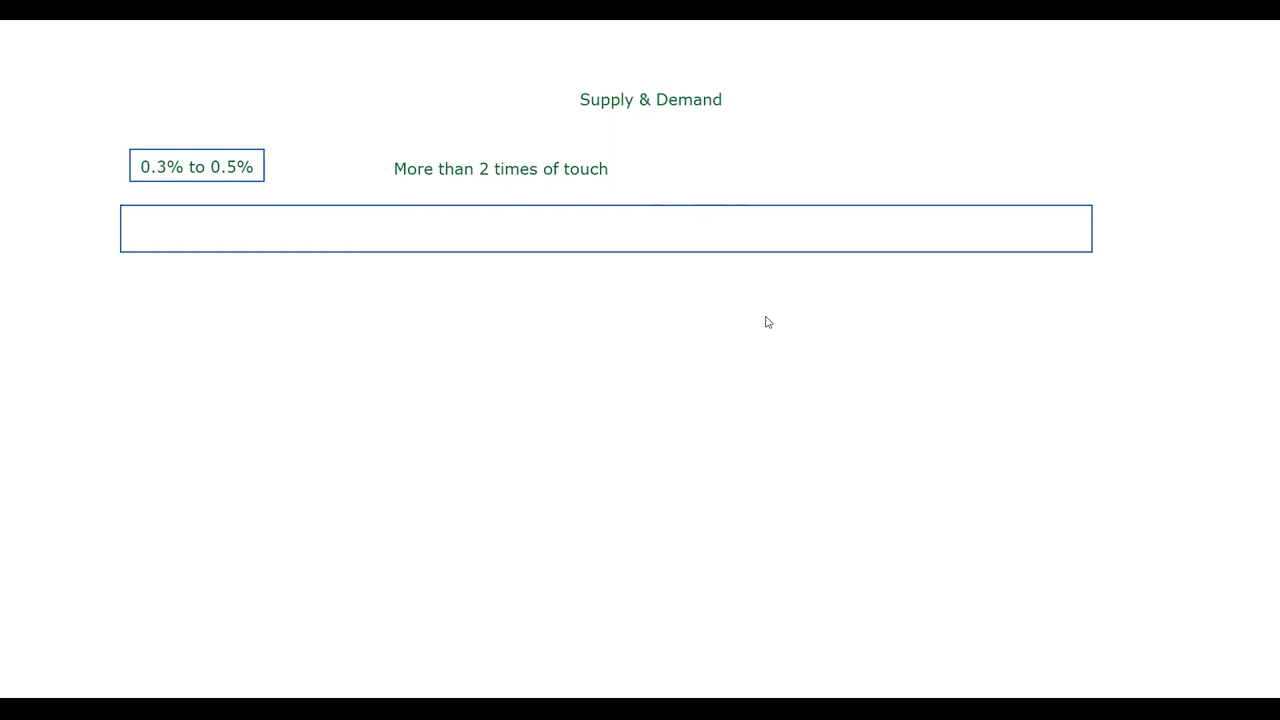 Supply & Demand
0.3% to 0.5%
More than 2 times of touch